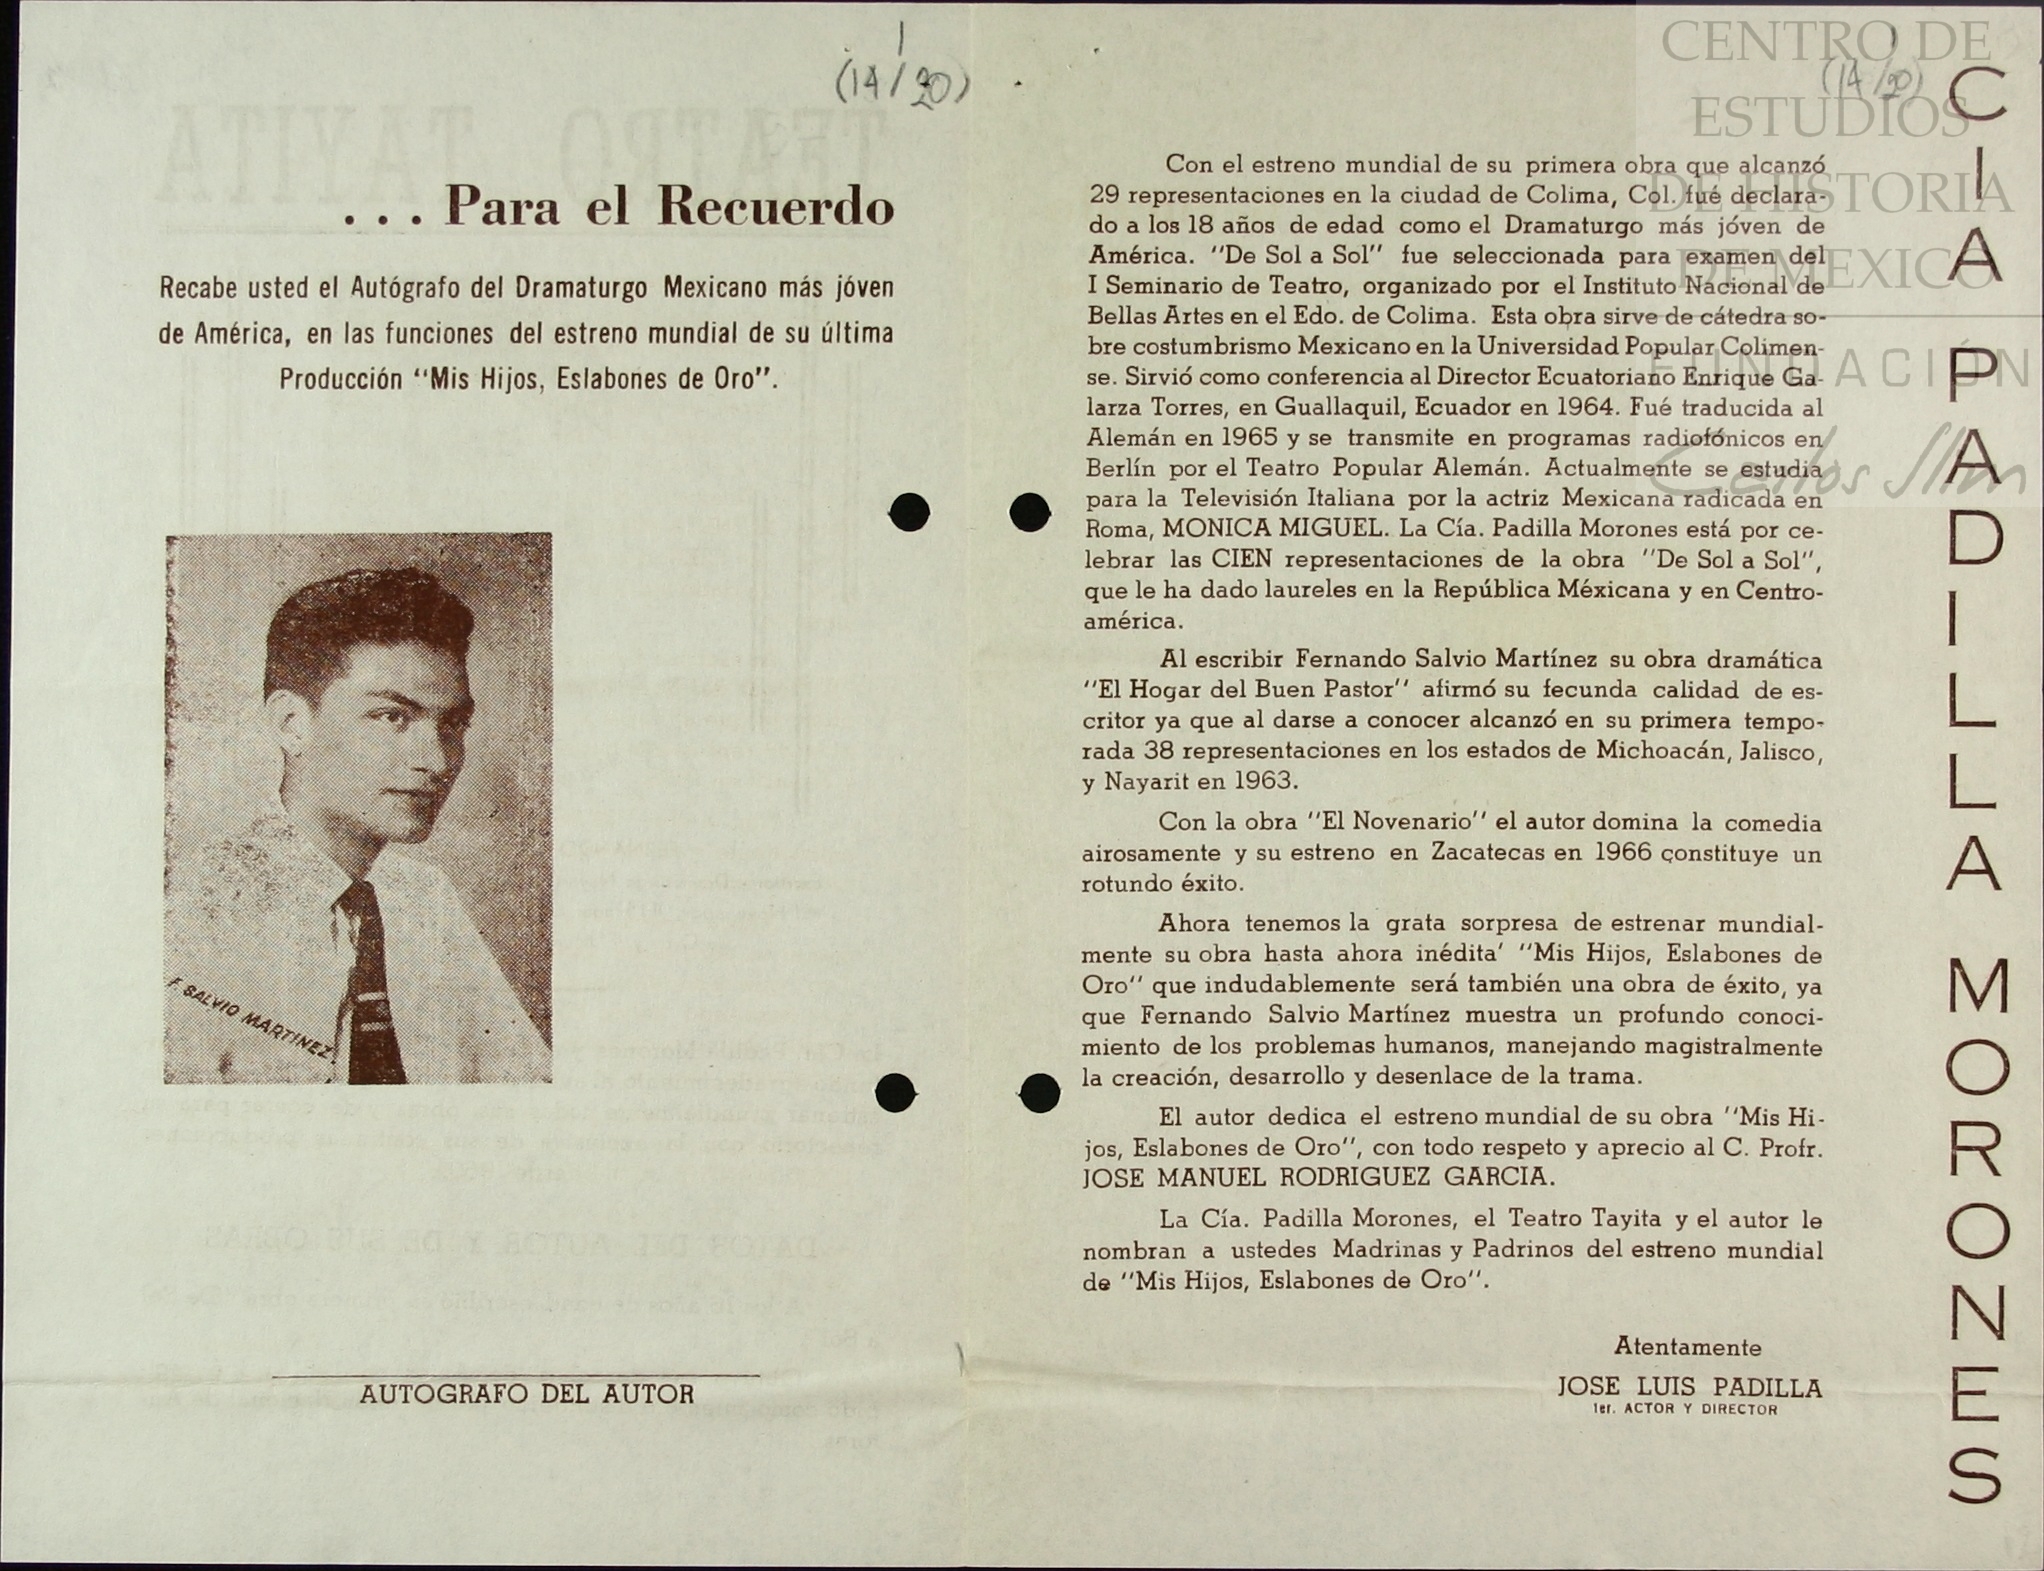 (14/20)
. . . Para el Recuerdo
Recabe usted el Autógrafo del Dramaturgo Mexicano más jóven
de América, en las funciones del estreno mundial de su última
Producción “Mis Hijos, Eslabones de Oro”.
F. SALVIO MARTINEZ
AUTOGRAFO DEL AUTOR
(14/20)
Con el estreno mundial de su primera obra que alcanzó
29 representaciones en la ciudad de Colima, Col. fué declara-
do a los 18 años de edad como el Dramaturgo más jóven de
América. “De Sol a Sol” fue seleccionada para examen del
I Seminario de Teatro, organizado por el Instituto Nacional de
Bellas Artes en el Edo. de Colima. Esta obra sirve de cátedra so-
bre costumbrismo Mexicano en la Universidad Popular Colimen-
se. Sirvió como conferencia al Director Ecuatoriano Enrique Ga-
larza Torres, en Guallaquil, Ecuador en 1964. Fué traducida al
Alemán en 1965 y se transmite en programas radiofónicos en
Berlín por el Teatro Popular Alemán. Actualmente se estudia
para la Televisión Italiana por la actriz Mexicana radicada en
Roma, MONICA MIGUEL. La Cía. Padilla Morones está por ce-
lebrar las CIEN representaciones de la obra “De Sol a Sol”,
que le ha dado laureles en la República Méxicana y en Centro-
américa.
Al escribir Fernando Salvio Martínez su obra dramática
“El Hogar del Buen Pastor” afirmó su fecunda calidad de es-
critor ya que al darse a conocer alcanzó en su primera tempo-
rada 38 representaciones en los estados de Michoacán, Jalisco,
y Nayarit en 1963.
Con la obra “El Novenario” el autor domina la comedia
airosamente y su estreno en Zacatecas en 1966 constituye un
rotundo éxito.
Ahora tenemos la grata sorpresa de estrenar mundial-
mente su obra hasta ahora inédita’ “Mis Hijos, Eslabones de
Oro” que indudablemente será también una obra de éxito, ya
que Fernando Salvio Martínez muestra un profundo conoci-
miento de los problemas humanos, manejando magistralmente
la creación, desarrollo y desenlace de la trama.
El autor dedica el estreno mundial de su obra “Mis Hi-
jos, Eslabones de Oro”, con todo respeto y aprecio al C. Profr.
JOSE MANUEL RODRIGUEZ GARCIA.
La Cía. Padilla Morones, el Teatro Tayita y el autor le
nombran a ustedes Madrinas y Padrinos del estreno mundial
de “Mis Hijos, Eslabones de Oro”.
Atentamente
JOSE LUIS PADILLA
1er. ACTOR Y DIRECTOR
CIA PADILLA MORONES
CENTRO DE
ESTUDIOS
DE HISTORIA
DE MEXICO
FUNDACIÓN
Carlos Slim